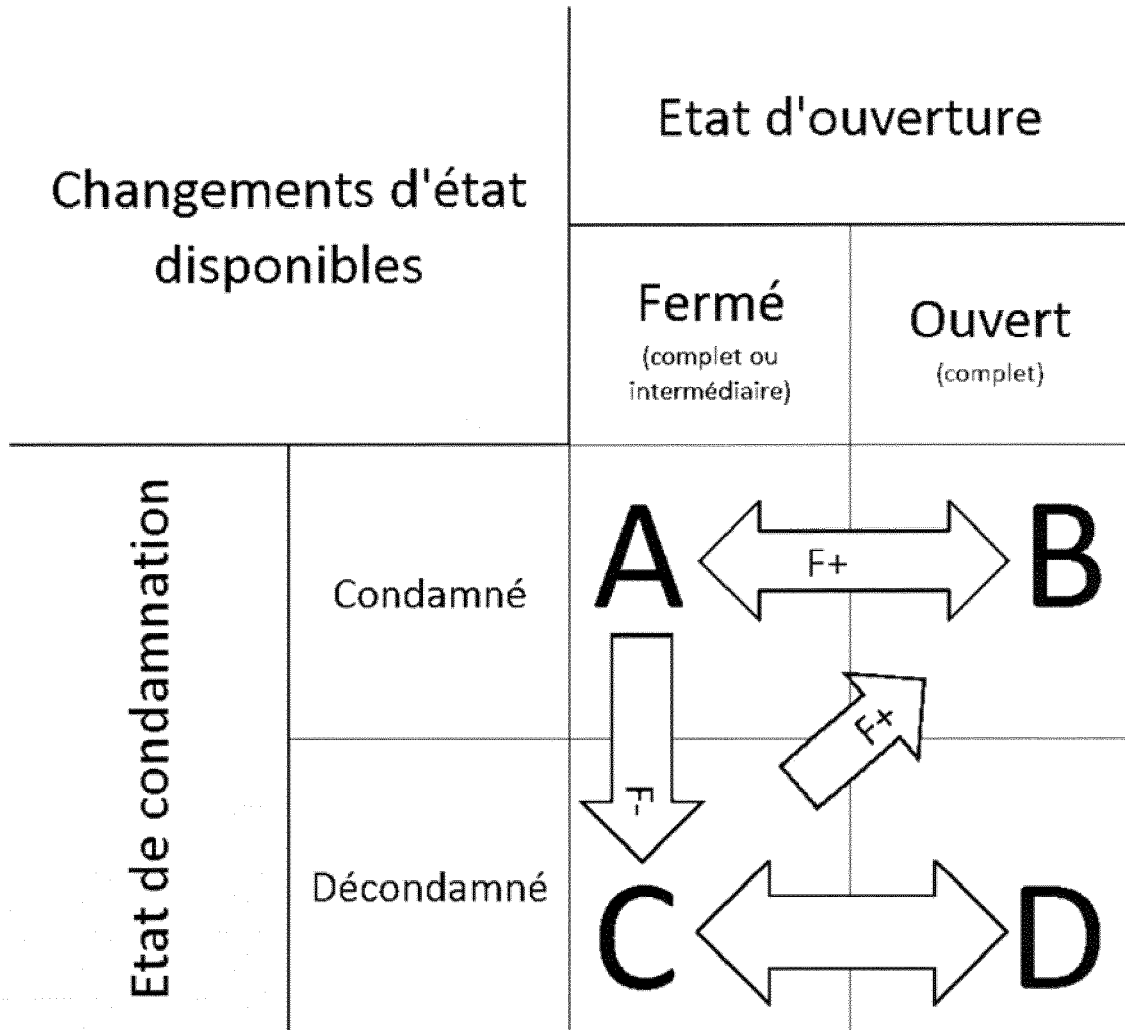 Changements d'état
disponibles
Etat d'ouverture
Fermé
(complet ou
intermédiaire)
Ouvert
(complet)
Etat de condamnation
Condamné
A
F+
B
F-
F+
Décondamné
C
D